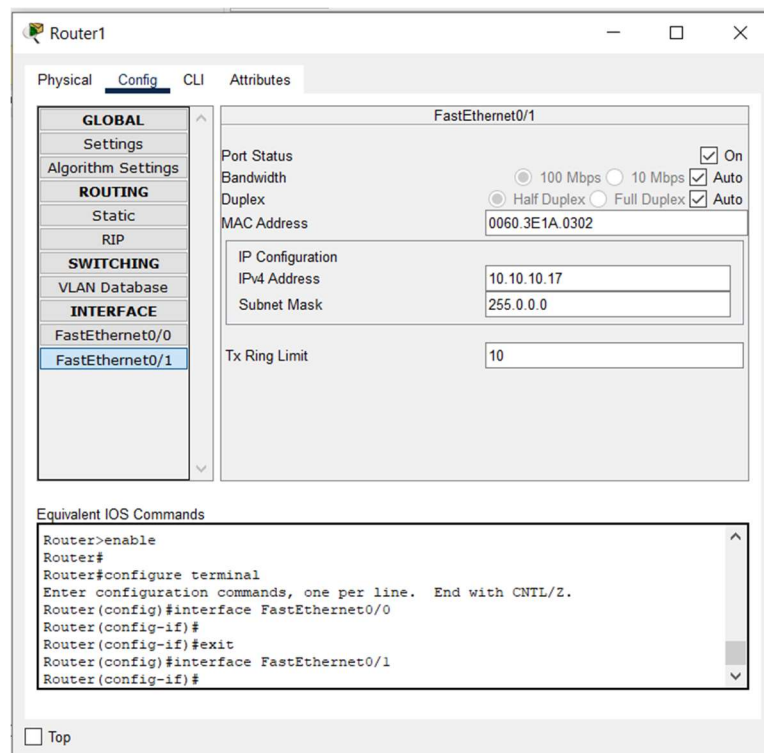 Router1
Physical Config CLI Attributes
GLOBAL
Settings
Algorithm Settings
ROUTING
Static
RIP
SWITCHING
VLAN Database
INTERFACE
FastEthernet0/0
FastEthernet0/1
FastEthernet0/1
Port Status On
Bandwidth 100 Mbps 10 Mbps Auto
Duplex Half Duplex Full Duplex Auto
MAC Address 0060.3E1A.0302
IP Configuration
IPv4 Address 10.10.10.17
Subnet Mask 255.0.0.0
Tx Ring Limit 10
Equivalent IOS Commands
Router>enable
Router#
Router#configure terminal
Enter configuration commands, one per line. End with CNTL/Z.
Router(config)#interface FastEthernet0/0
Router(config-if)#
Router(config-if)#exit
Router(config)#interface FastEthernet0/1
Router(config-if)#
Top